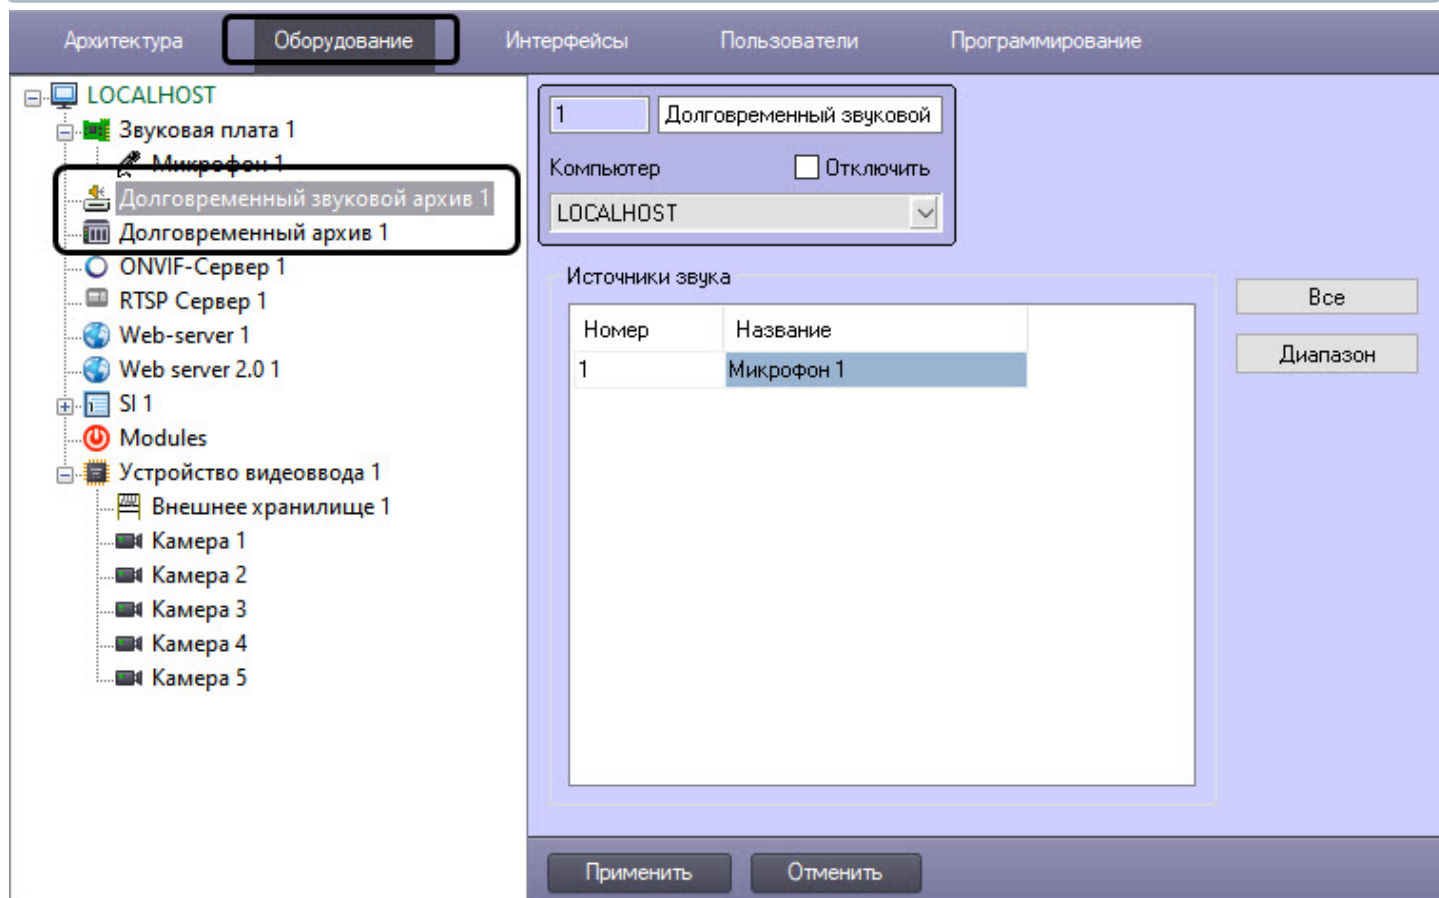 Архитектура Оборудование Интерфейсы Пользователи Программирование
LOCALHOST
Звуковая плата 1
Микрофон 1
Долговременный звуковой архив 1
Долговременный архив 1
ONVIF-Сервер 1
RTSP Сервер 1
Web-server 1
Web server 2.0 1
SI 1
Modules
Устройство видеоввода 1
Внешнее хранилище 1
Камера 1
Камера 2
Камера 3
Камера 4
Камера 5
1 Долговременный звуковой
Компьютер Отключить
LOCALHOST
Источники звука
Номер Название
1 Микрофон 1
Все
Диапазон
Применить Отменить